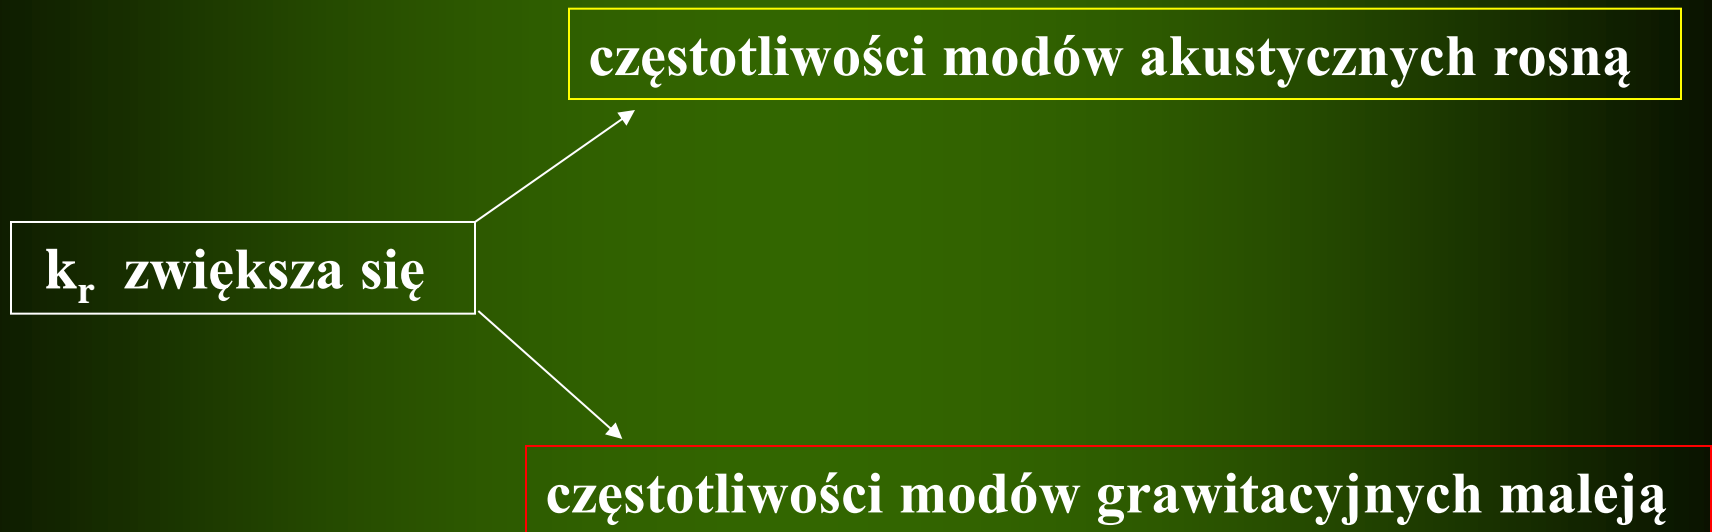 częstotliwości modów akustycznych rosną
kᵣ zwiększa się
częstotliwości modów grawitacyjnych maleją